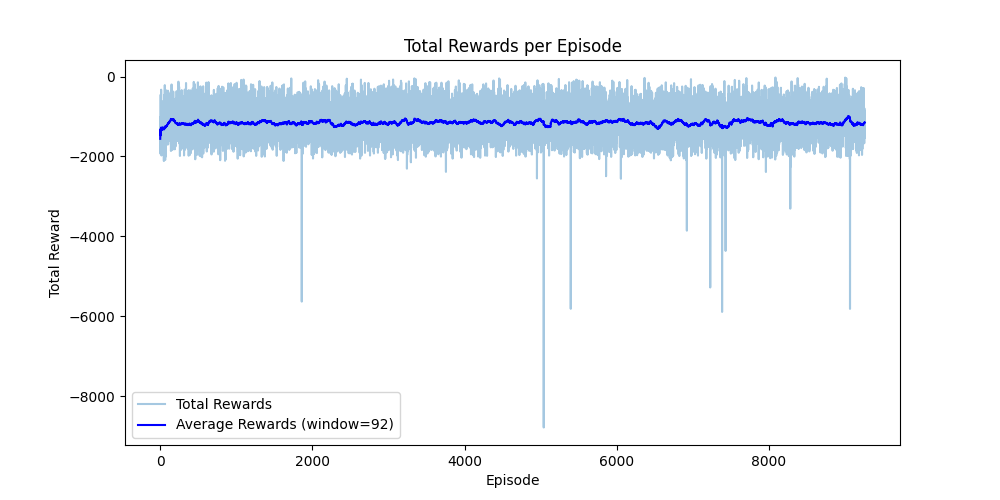 Total Rewards per Episode
Total Reward
0
−2000
−4000
−6000
−8000
Total Rewards
Average Rewards (window=92)
0
2000
4000
6000
8000
Episode